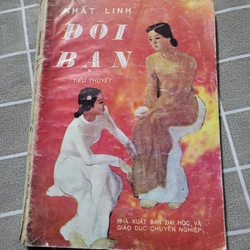 NHẤT LINH
ĐÔI
BẠN
TIỂU THUYẾT
NHÀ XUẤT BẢN ĐẠI HỌC VÀ
GIÁO DỤC CHUYÊN NGHIỆP